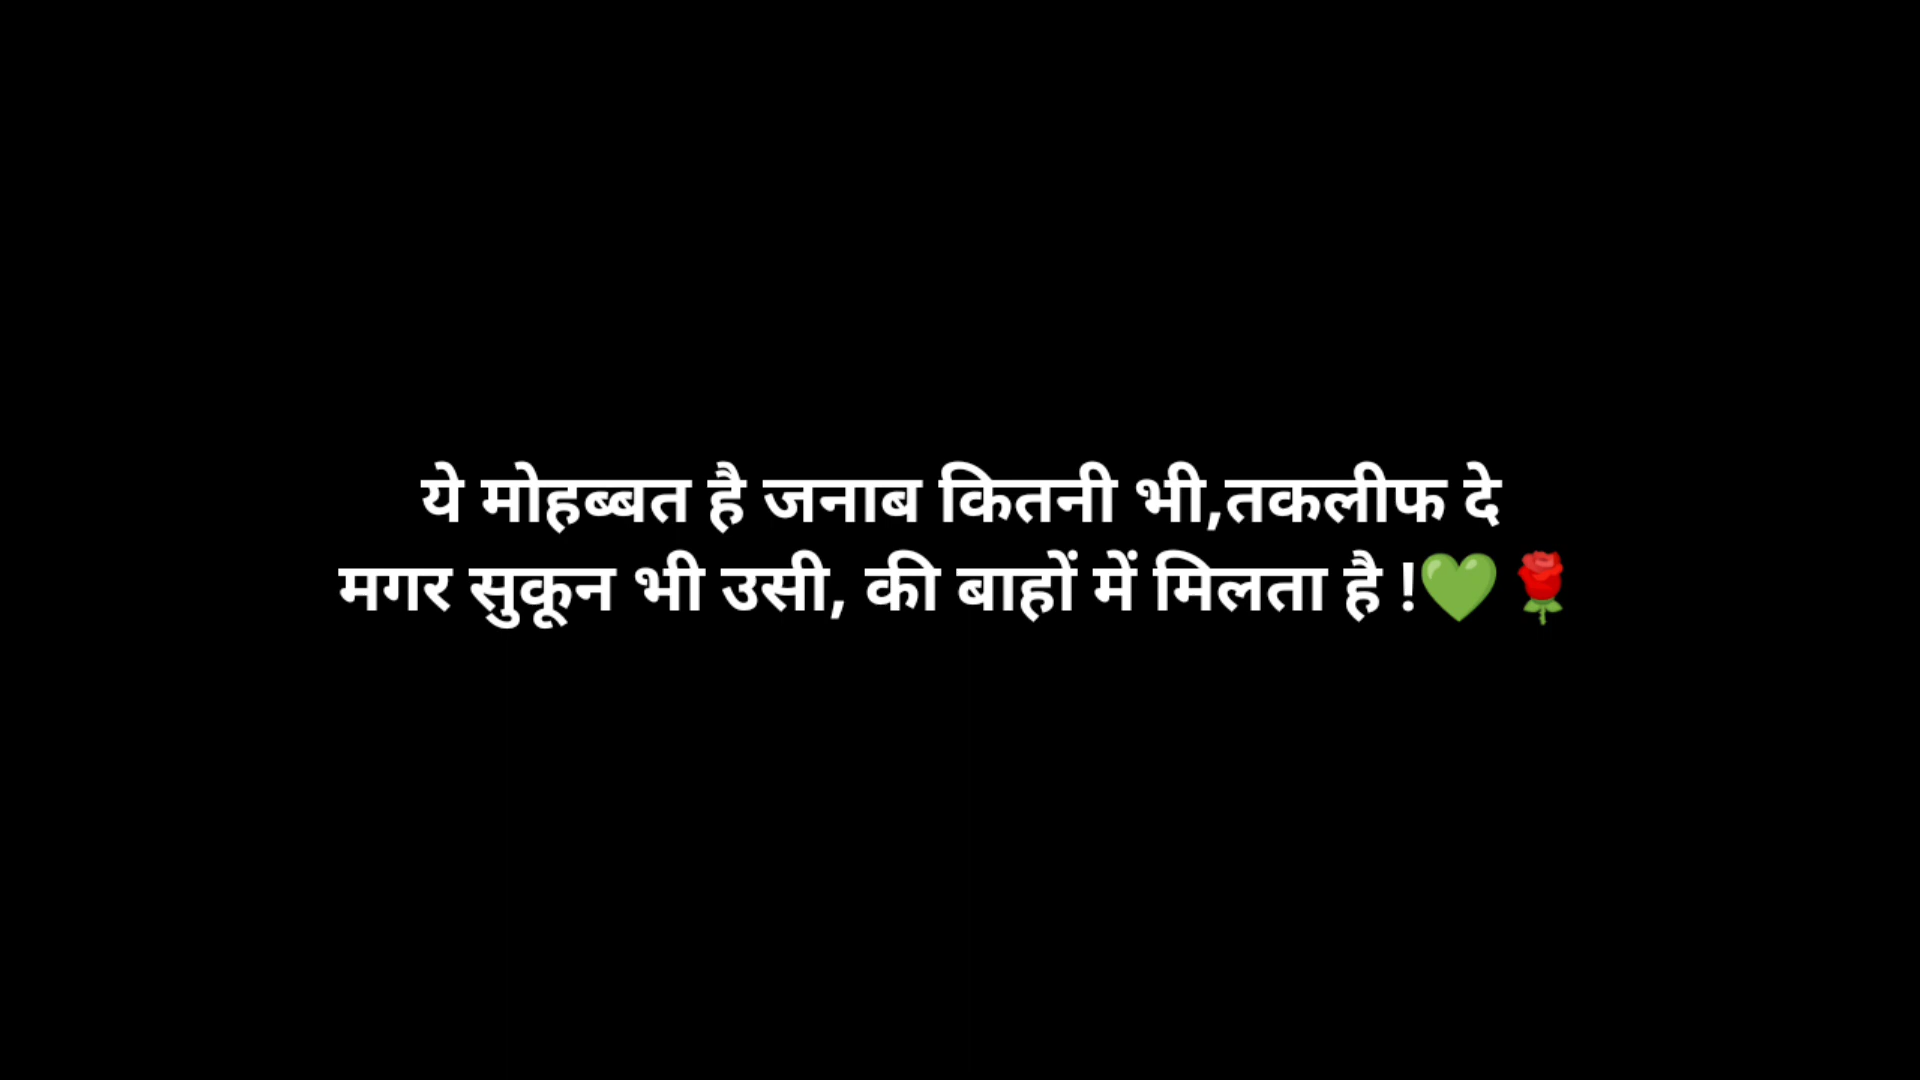 ये मोहब्बत है जनाब कितनी भी,तकलीफ दे
मगर सुकून भी उसी, की बाहों में मिलता है !💚🌹